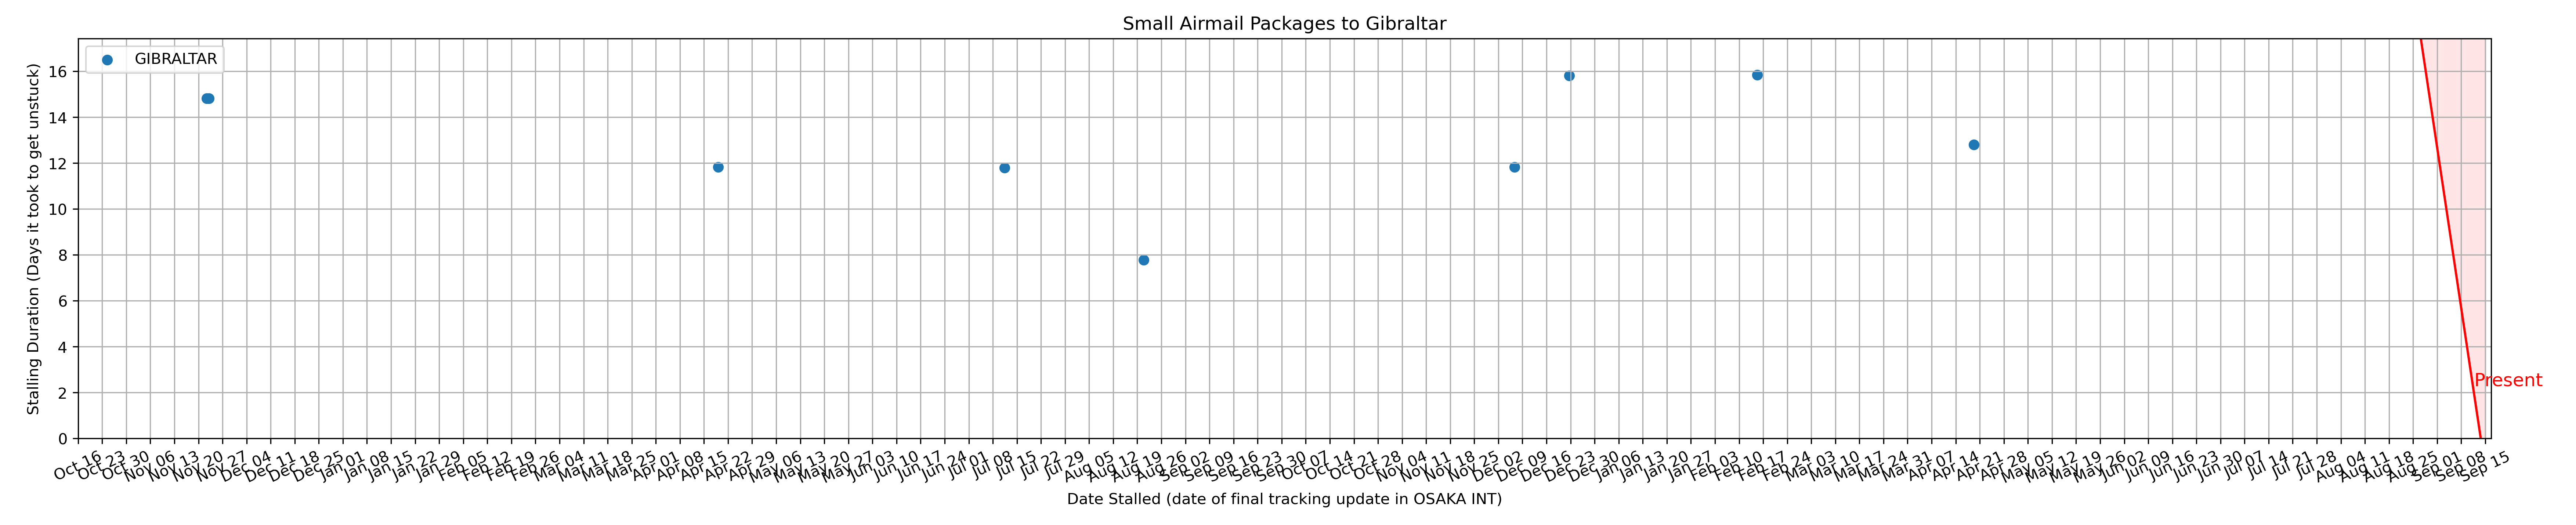 Small Airmail Packages to Gibraltar
GIBRALTAR
Stalling Duration (Days it took to get unstuck)
16
14
12
10
8
6
4
2
0
Present
Oct 16
Oct 23
Oct 30
Nov 06
Nov 13
Nov 20
Nov 27
Dec 04
Dec 11
Dec 18
Dec 25
Jan 01
Jan 08
Jan 15
Jan 22
Jan 29
Feb 05
Feb 12
Feb 19
Feb 26
Mar 04
Mar 11
Mar 18
Mar 25
Apr 01
Apr 08
Apr 15
Apr 22
Apr 29
May 06
May 13
May 20
May 27
Jun 03
Jun 10
Jun 17
Jun 24
Jul 01
Jul 08
Jul 15
Jul 22
Jul 29
Aug 05
Aug 12
Aug 19
Aug 26
Sep 02
Sep 09
Sep 16
Sep 23
Sep 30
Oct 07
Oct 14
Oct 21
Oct 28
Nov 04
Nov 11
Nov 18
Nov 25
Dec 02
Dec 09
Dec 16
Dec 23
Dec 30
Jan 06
Jan 13
Jan 20
Jan 27
Feb 03
Feb 10
Feb 17
Feb 24
Mar 03
Mar 10
Mar 17
Mar 24
Mar 31
Apr 07
Apr 14
Apr 21
Apr 28
May 05
May 12
May 19
May 26
Jun 02
Jun 09
Jun 16
Jun 23
Jun 30
Jul 07
Jul 14
Jul 21
Jul 28
Aug 04
Aug 11
Aug 18
Aug 25
Sep 01
Sep 08
Sep 15
Date Stalled (date of final tracking update in OSAKA INT)